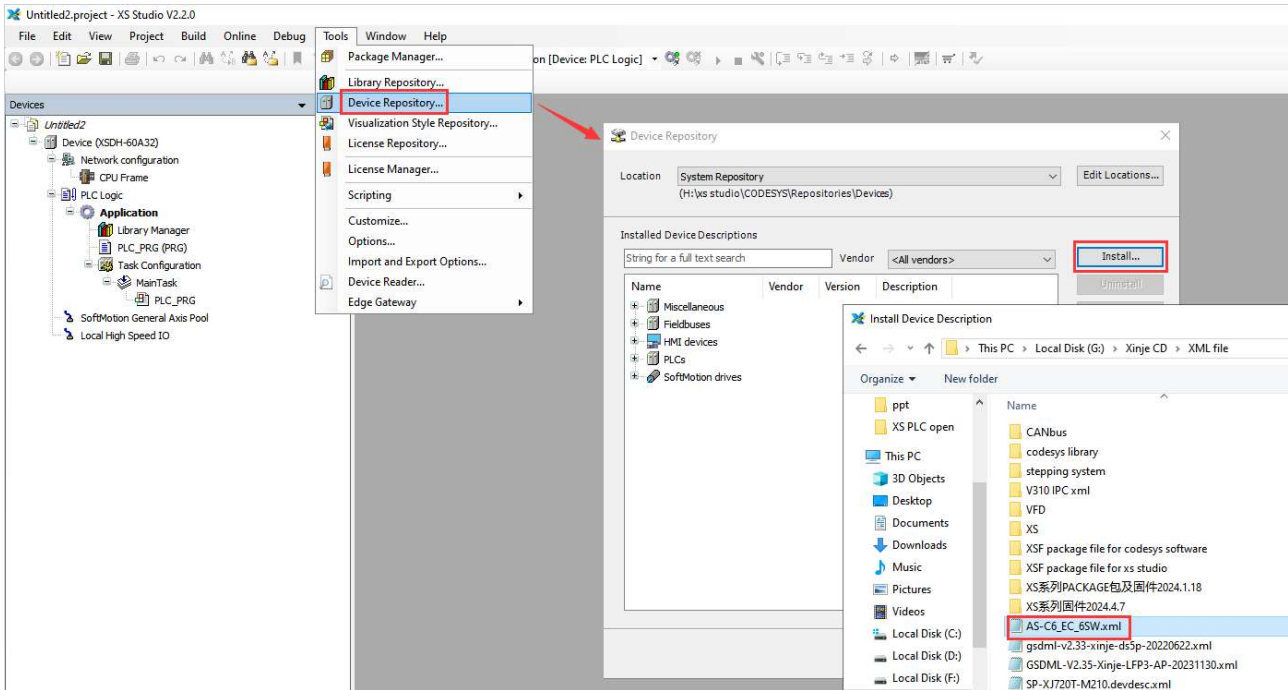 Untitled2.project - XS Studio V2.2.0
File Edit View Project Build Online Debug Tools Window Help
on [Device: PLC Logic]
Package Manager...
Library Repository...
Device Repository...
Visualization Style Repository...
License Repository...
License Manager...
Scripting
Customize...
Options...
Import and Export Options...
Device Reader...
Edge Gateway
Devices
Untitled2
Device (XSDH-60A32)
Network configuration
CPU Frame
PLC Logic
Application
Library Manager
PLC_PRG (PRG)
Task Configuration
MainTask
PLC_PRG
SoftMotion General Axis Pool
Local High Speed IO
Device Repository
Location System Repository Edit Locations...
(H:\xs studio\CODESYS\Repositories\Devices)
Installed Device Descriptions
String for a full text search Vendor <All vendors> Install...
Name Vendor Version Description Uninstall
Miscellaneous
Fieldbuses
HMI devices
PLCs
SoftMotion drives
Install Device Description
This PC > Local Disk (G:) > Xinje CD > XML file
Organize New folder
ppt
XS PLC open
This PC
3D Objects
Desktop
Documents
Downloads
Music
Pictures
Videos
Local Disk (C:)
Local Disk (D:)
Local Disk (F:)
Name
CANbus
codesys library
stepping system
V310 IPC xml
VFD
XS
XSF package file for codesys software
XSF package file for xs studio
XS系列PACKAGE包及固件2024.1.18
XS系列固件2024.4.7
AS-C6_EC_6SW.xml
gsdml-v2.33-xinje-ds5p-20220622.xml
GSDML-V2.35-Xinje-LFP3-AP-20231130.xml
SP-XJ720T-M210.devdesc.xml